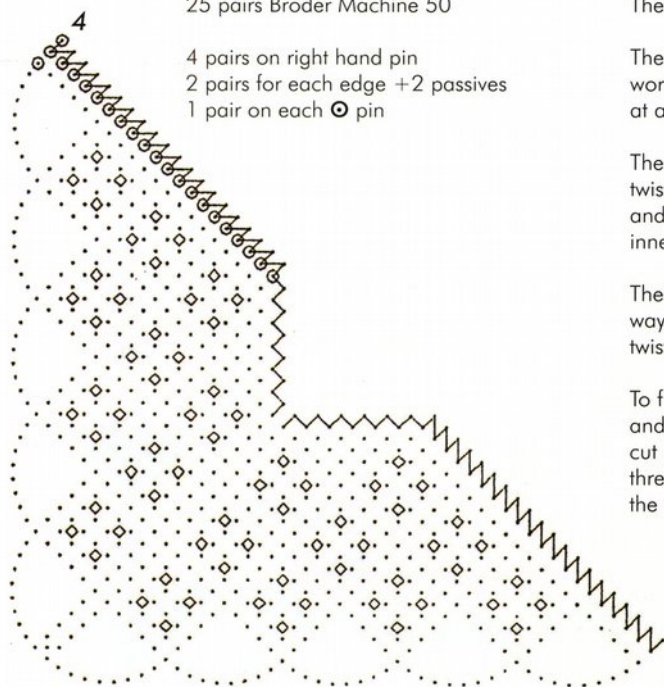 25 pairs Broder Machine 50
4
4 pairs on right hand pin
2 pairs for each edge +2 passives
1 pair on each ⊙ pin
The
The
wor
at a
The
twis
and
inne
The
way
twis
To f
and
cut
thre
the